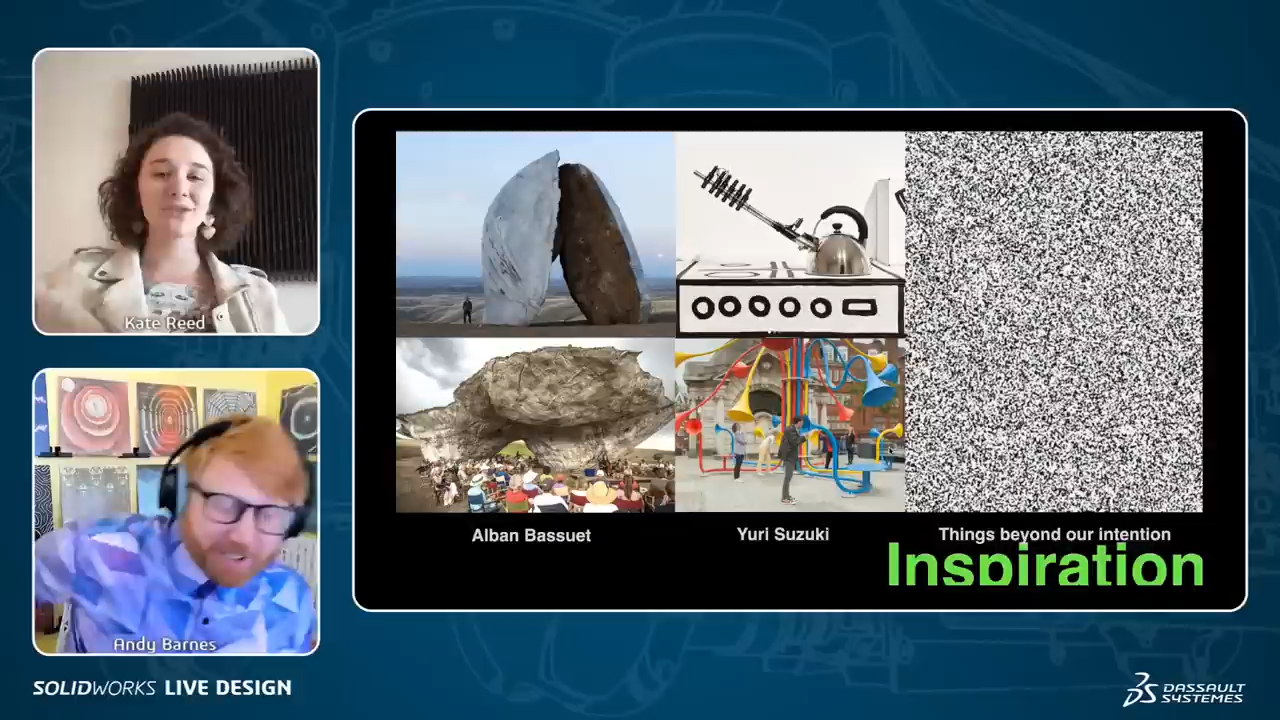 Kate Reed
Andy Barnes
Alban Bassuet
Yuri Suzuki
Things beyond our intention
Inspiration
SOLIDWORKS LIVE DESIGN
DASSAULT
SYSTEMES